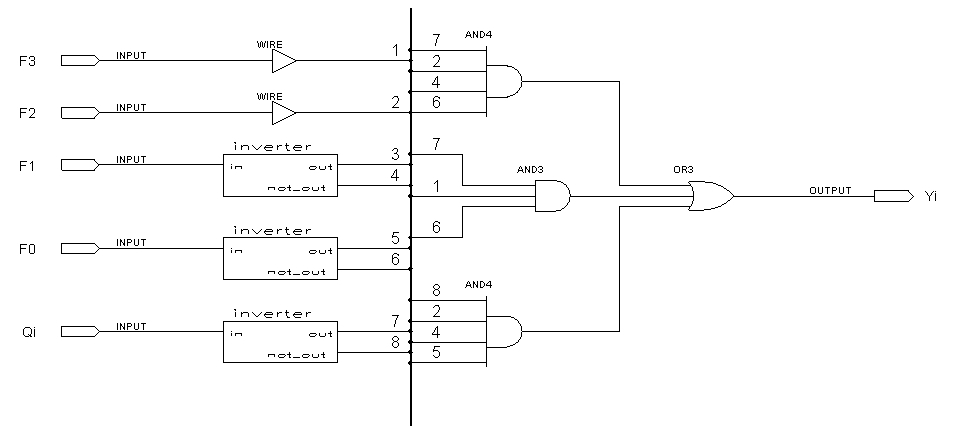 AND4
WIRE
7
F3 INPUT 1
2
4
WIRE
6
F2 INPUT 2
inverter
7
F1 INPUT in out 3
AND3 OR3
not_out 4
1
OUTPUT Yi
inverter
6
F0 INPUT in out 5
not_out 6
8 AND4
inverter
2
Qi INPUT in out 7
4
not_out 8
5